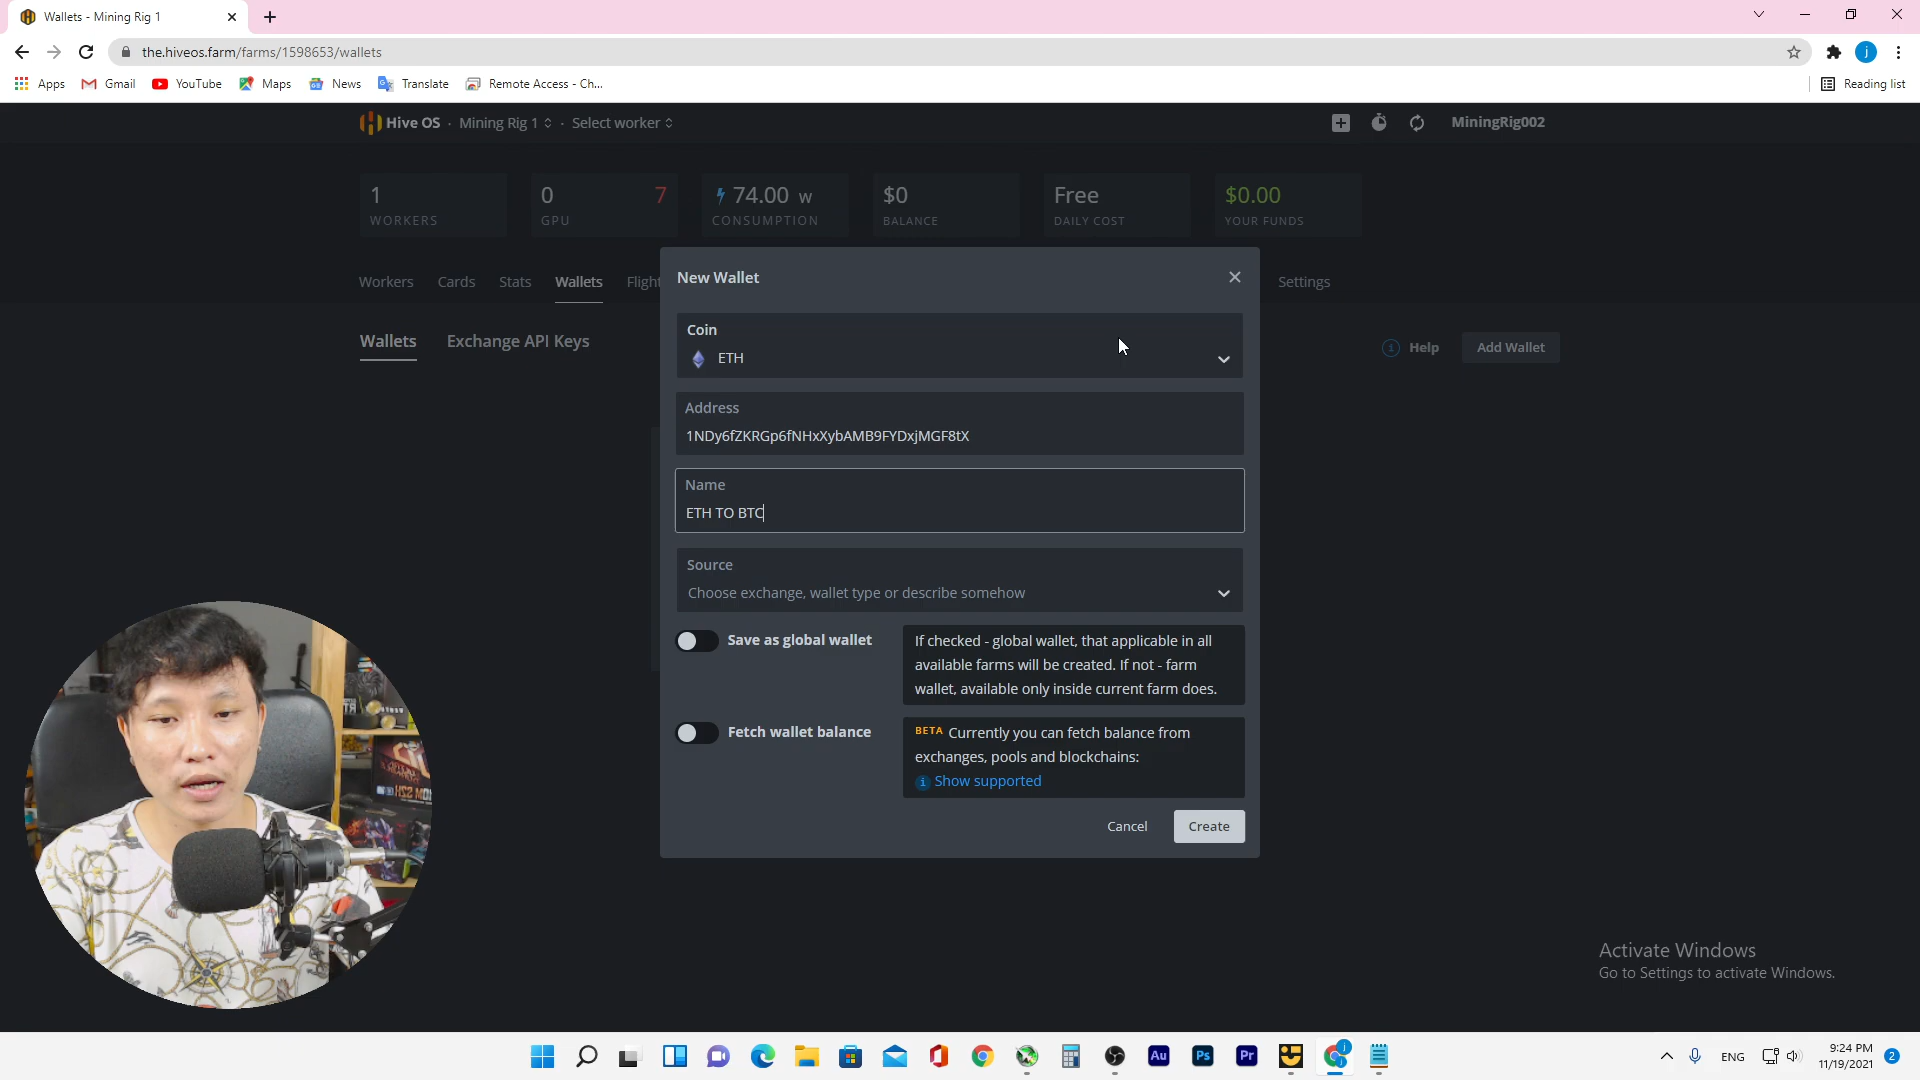 Wallets - Mining Rig 1
the.hiveos.farm/farms/1598653/wallets
j
Apps Gmail YouTube Maps News Translate Remote Access - Ch... Reading list
Hive OS · Mining Rig 1 · Select worker MiningRig002
1 0 7 74.00 W $0 Free $0.00
WORKERS GPU CONSUMPTION BALANCE DAILY COST YOUR FUNDS
Workers Cards Stats Wallets Flight Settings
Wallets Exchange API Keys Help Add Wallet
New Wallet
Coin
ETH
Address
1NDy6fZKRGp6fNHxXybAMB9FYDxjMGF8tX
Name
ETH TO BTC
Source
Choose exchange, wallet type or describe somehow
Save as global wallet
If checked - global wallet, that applicable in all
available farms will be created. If not - farm
wallet, available only inside current farm does.
Fetch wallet balance
BETA Currently you can fetch balance from
exchanges, pools and blockchains:
Show supported
Cancel Create
Activate Windows
Go to Settings to activate Windows.
Au Ps Pr
ENG
9:24 PM
11/19/2021
2